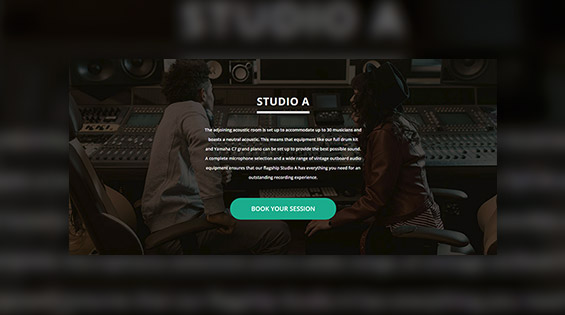 STUDIO A
STUDIO A
The adjoining acoustic room is set up to accommodate up to 30 musicians and
boasts a neutral acoustic. This means that equipment like our full drum kit
and Yamaha C7 grand piano can be set up to provide the best possible sound.
A complete microphone selection and a wide range of vintage outboard audio
equipment ensures that our flagship Studio A has everything you need for an
outstanding recording experience.
BOOK YOUR SESSION